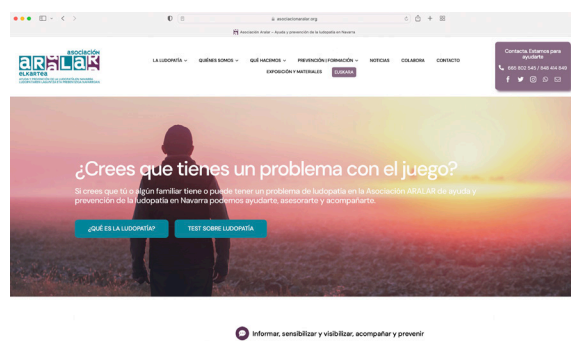 asociacionaralar.org
Asociación Aralar – Ayuda y prevención de la ludopatía en Navarra
asociación
aRaLaR
elkartea
LA LUDOPATÍA
QUIÉNES SOMOS
QUÉ HACEMOS
PREVENCIÓN | FORMACIÓN
NOTICIAS
COLABORA
CONTACTO
EXPOSICIÓN Y MATERIALES
EUSKARA
Contacta. Estamos para
ayudarte
¿Crees que tienes un problema con el juego?
Si crees que tú o algún familiar tiene o puede tener un problema de ludopatía en la Asociación ARALAR de ayuda y
prevención de la ludopatía en Navarra podemos ayudarte, asesorarte y acompañarte.
¿QUÉ ES LA LUDOPATÍA?
TEST SOBRE LUDOPATÍA
Informar, sensibilizar y visibilizar, acompañar y prevenir